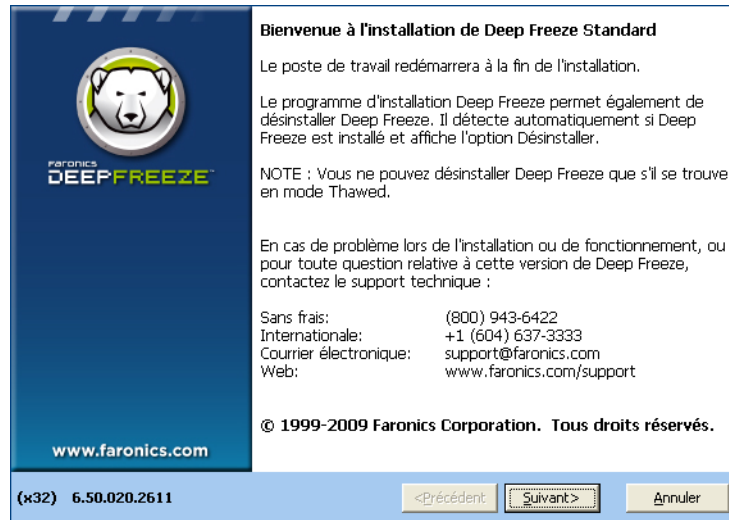 Bienvenue à l'installation de Deep Freeze Standard
Le poste de travail redémarrera à la fin de l'installation.
Le programme d'installation Deep Freeze permet également de
désinstaller Deep Freeze. Il détecte automatiquement si Deep
Freeze est installé et affiche l'option Désinstaller.
NOTE : Vous ne pouvez désinstaller Deep Freeze que s'il se trouve
en mode Thawed.
En cas de problème lors de l'installation ou de fonctionnement, ou
pour toute question relative à cette version de Deep Freeze,
contactez le support technique :
Sans frais: (800) 943-6422
Internationale: +1 (604) 637-3333
Courrier électronique: support@faronics.com
Web: www.faronics.com/support
© 1999-2009 Faronics Corporation. Tous droits réservés.
FARONICS
DEEPFREEZE
www.faronics.com
(x32) 6.50.020.2611
<Précédent
Suivant>
Annuler